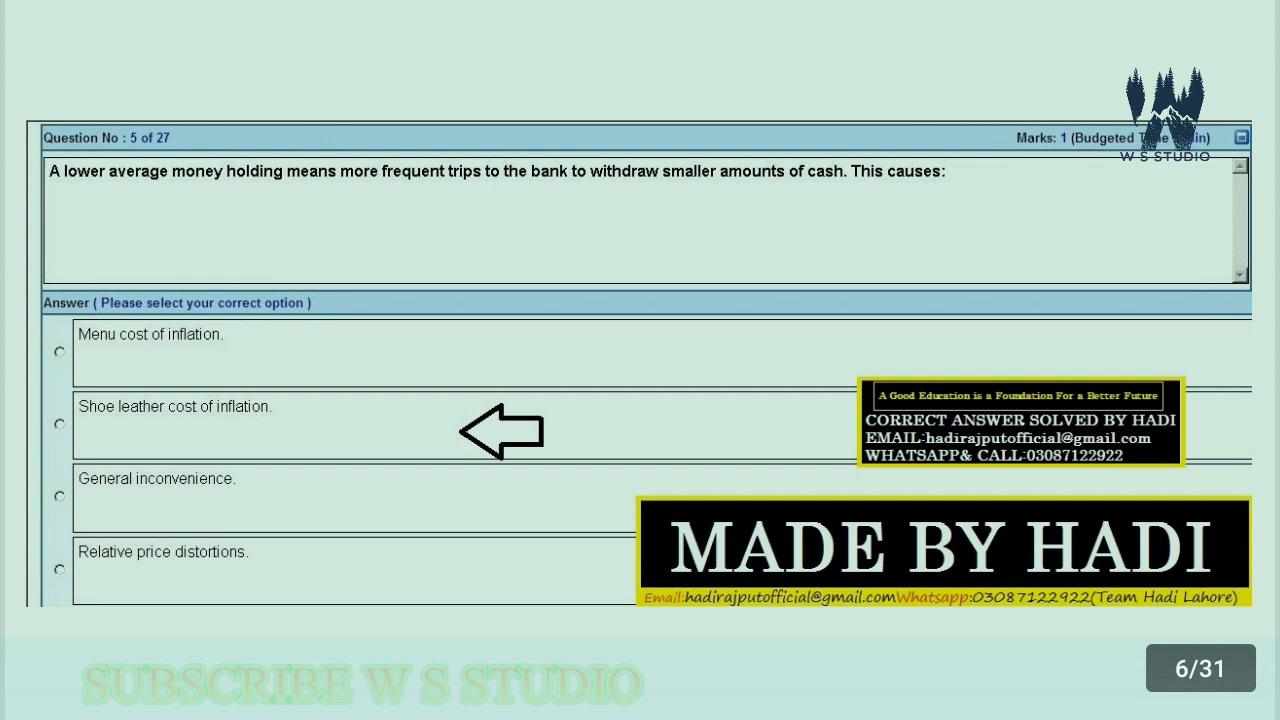 Question No : 5 of 27
Marks: 1 (Budgeted T
in)
W S STUDIO
A lower average money holding means more frequent trips to the bank to withdraw smaller amounts of cash. This causes:
Answer ( Please select your correct option )
Menu cost of inflation.
Shoe leather cost of inflation.
A Good Education is a Foundation For a Better Future
CORRECT ANSWER SOLVED BY HADI
EMAIL:hadirajputofficial@gmail.com
WHATSAPP& CALL:03087122922
General inconvenience.
Relative price distortions.
MADE BY HADI
Email:hadirajputofficial@gmail.comWhatsapp:03087122922(Team Hadi Lahore)
SUBSCRIBE W S STUDIO
6/31